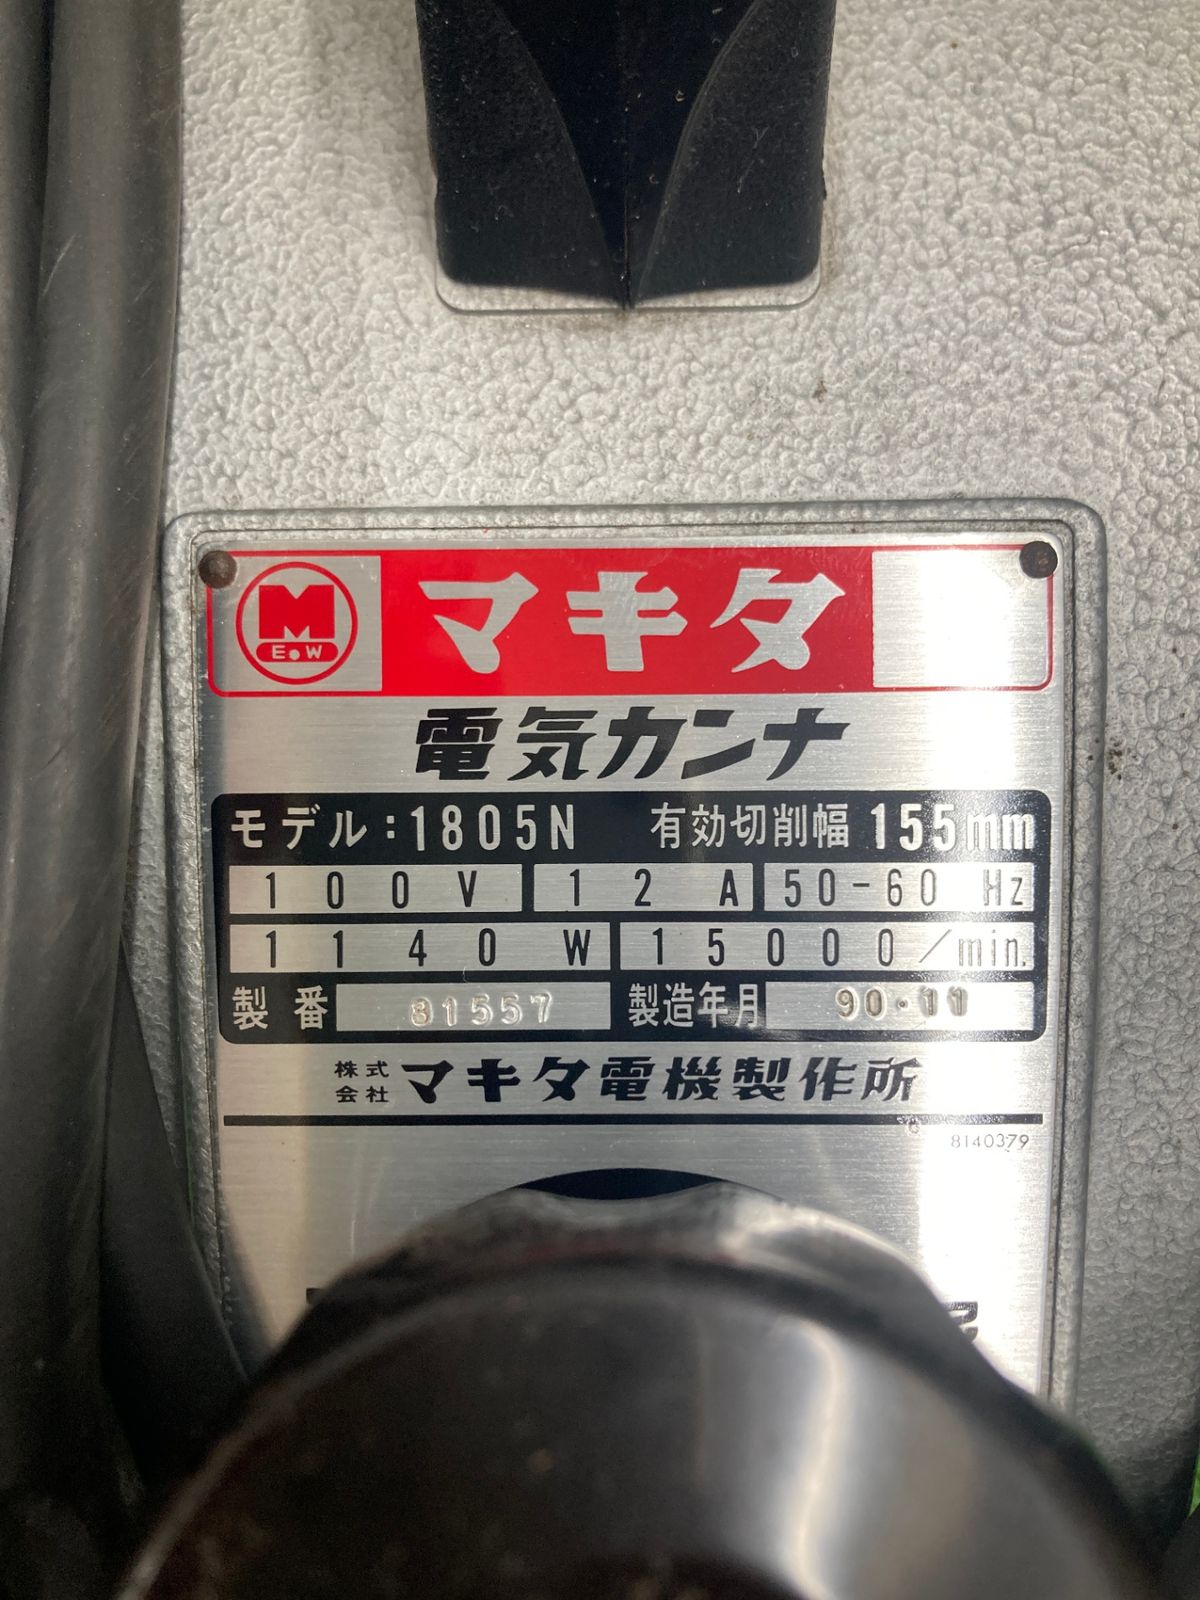 M
E.W
マキタ
電気カンナ
モデル:1805N 有効切削幅 155mm
100V 12A 50-60 Hz
1140W 15000/min.
製番 81557 製造年月 90・11
株式会社 マキタ電機製作所
8140379